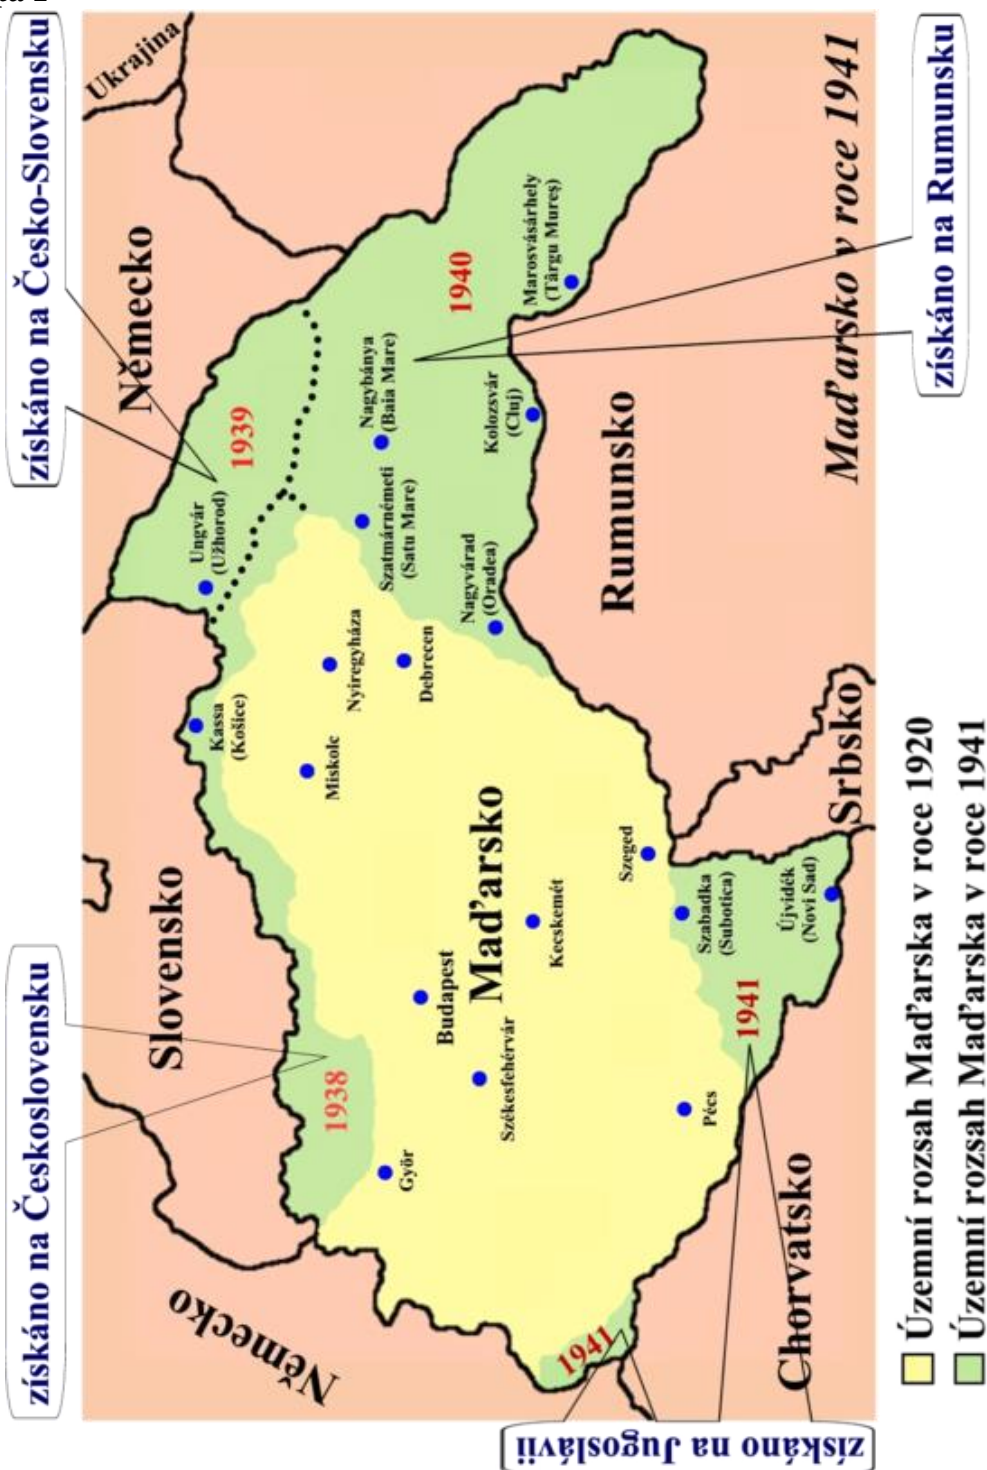 získáno na Československu
získáno na Česko-Slovensku
Ukrajina
Německo
Slovensko
Německo
Ungvár
(Užhorod)
1939
Kassa
(Košice)
1938
Miskolc
Nyiregyháza
Nagybánya
(Baia Mare)
Szatmárnémeti
(Satu Mare)
1940
Györ
Budapest
Debrecen
Maďarsko
Székesfehérvár
Nagyvárad
(Oradea)
Kolozsvár
(Cluj)
Marosvásárhely
(Târgu Mureş)
Kecskemét
Szeged
Rumunsko
1941
Pécs
Szabadka
(Subotica)
1941
Újvidék
(Novi Sad)
Chorvatsko
Srbsko
Maďarsko v roce 1941
získáno na Jugoslávii
získáno na Rumunsku
Územní rozsah Maďarska v roce 1920
Územní rozsah Maďarska v roce 1941